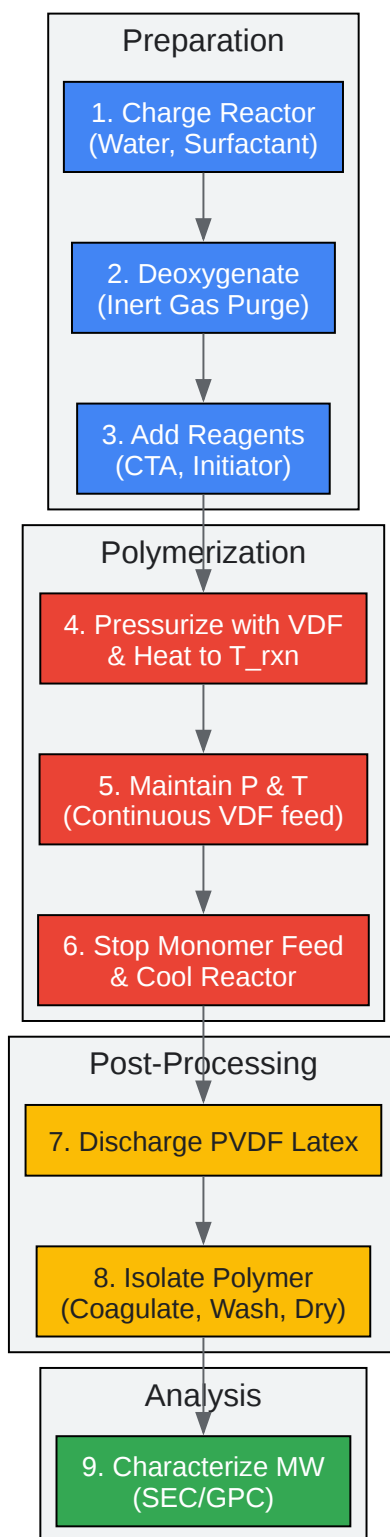 Preparation
1. Charge Reactor
(Water, Surfactant)
2. Deoxygenate
(Inert Gas Purge)
3. Add Reagents
(CTA, Initiator)
Polymerization
4. Pressurize with VDF
& Heat to T_rxn
5. Maintain P & T
(Continuous VDF feed)
6. Stop Monomer Feed
& Cool Reactor
Post-Processing
7. Discharge PVDF Latex
8. Isolate Polymer
(Coagulate, Wash, Dry)
Analysis
9. Characterize MW
(SEC/GPC)